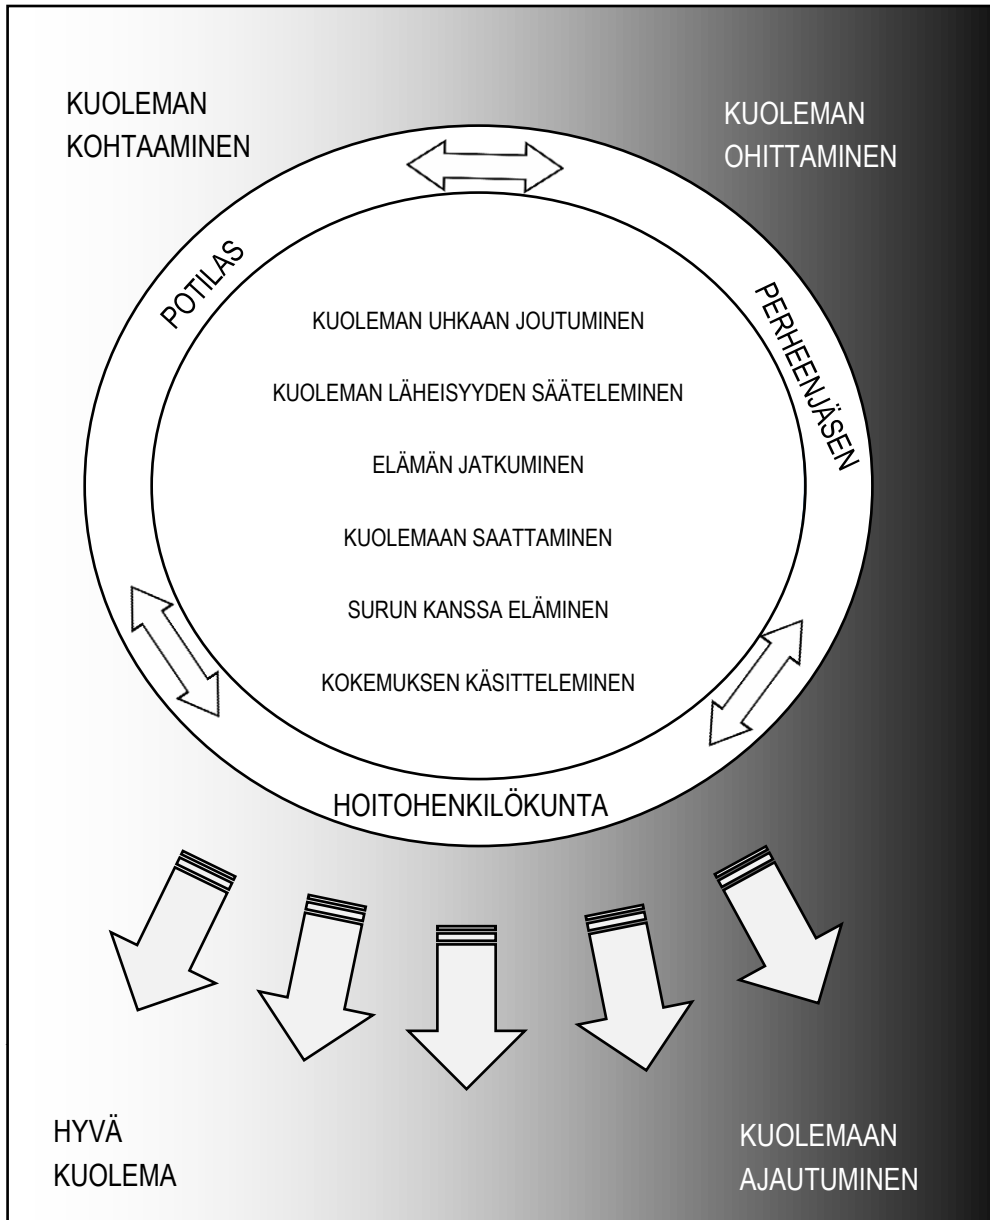 KUOLEMAN
KOHTAAMINEN
KUOLEMAN
OHITTAMINEN
POTILAS
PERHEENJÄSEN
KUOLEMAN UHKAAN JOUTUMINEN
KUOLEMAN LÄHEISYYDEN SÄÄTELEMINEN
ELÄMÄN JATKUMINEN
KUOLEMAAN SAATTAMINEN
SURUN KANSSA ELÄMINEN
KOKEMUKSEN KÄSITTELEMINEN
HOITOHENKILÖKUNTA
HYVÄ
KUOLEMA
KUOLEMAAN
AJAUTUMINEN